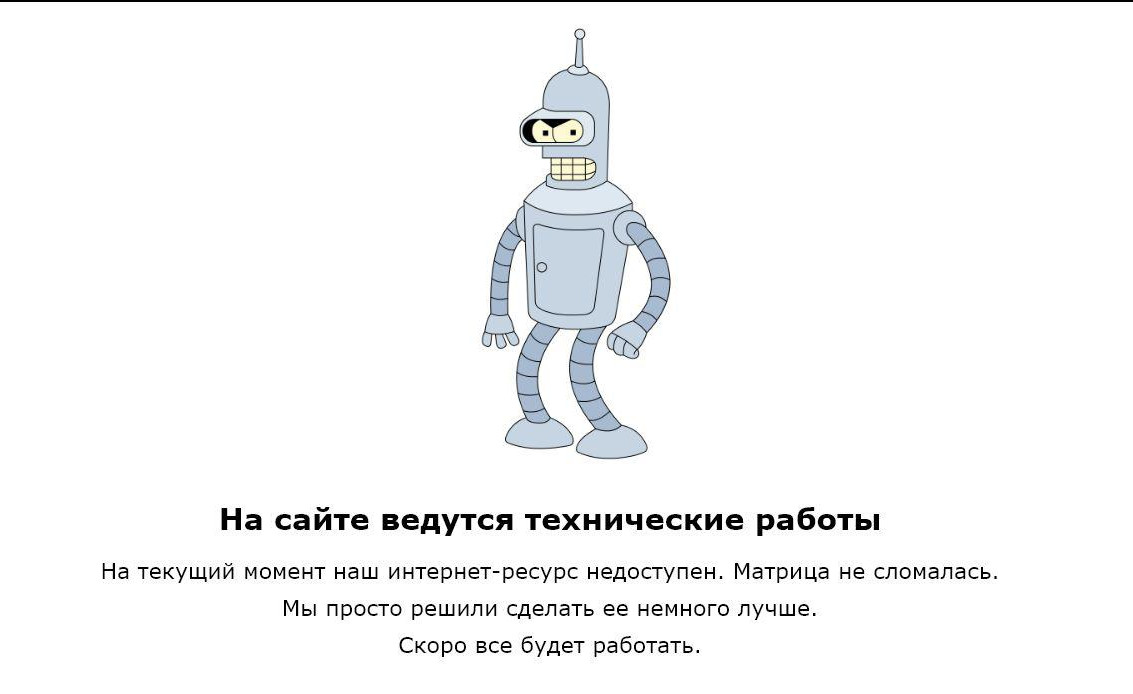 На сайте ведутся технические работы
На текущий момент наш интернет-ресурс недоступен. Матрица не сломалась.
Мы просто решили сделать ее немного лучше.
Скоро все будет работать.